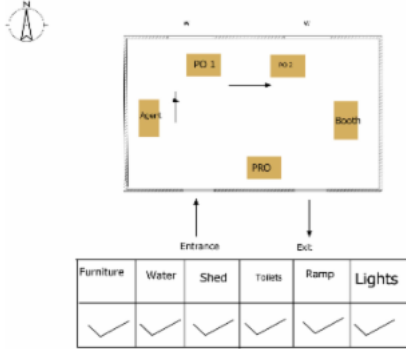 N
W W
PO 1 PO 2
Agent Booth
PRO
Entrance Exit
Furniture Water Shed Toilets Ramp Lights